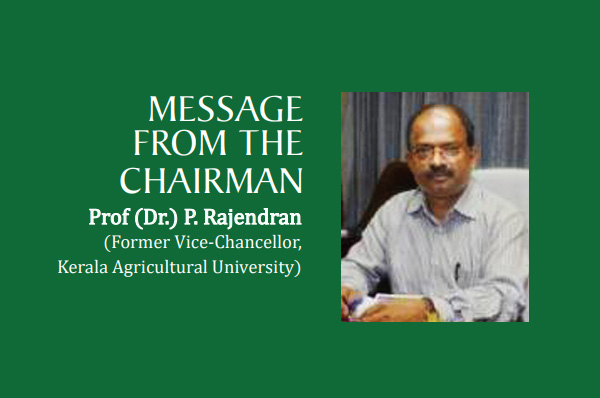 MESSAGE
FROM THE
CHAIRMAN
Prof (Dr.) P. Rajendran
(Former Vice-Chancellor,
Kerala Agricultural University)